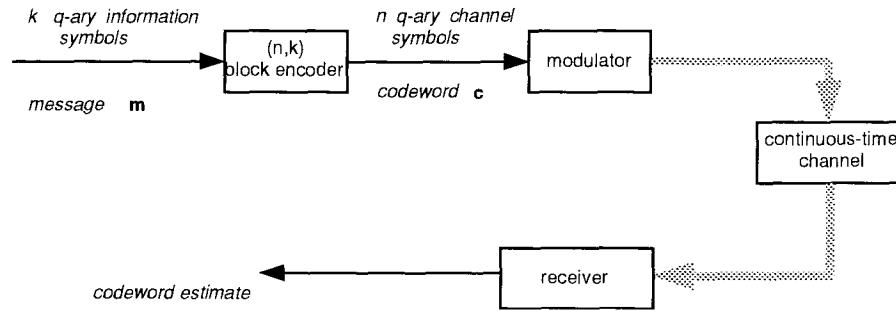 k q-ary information
symbols
message m
(n,k)
block encoder
n q-ary channel
symbols
codeword c
modulator
continuous-time
channel
receiver
codeword estimate